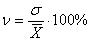 ν = σ / X̅ · 100%